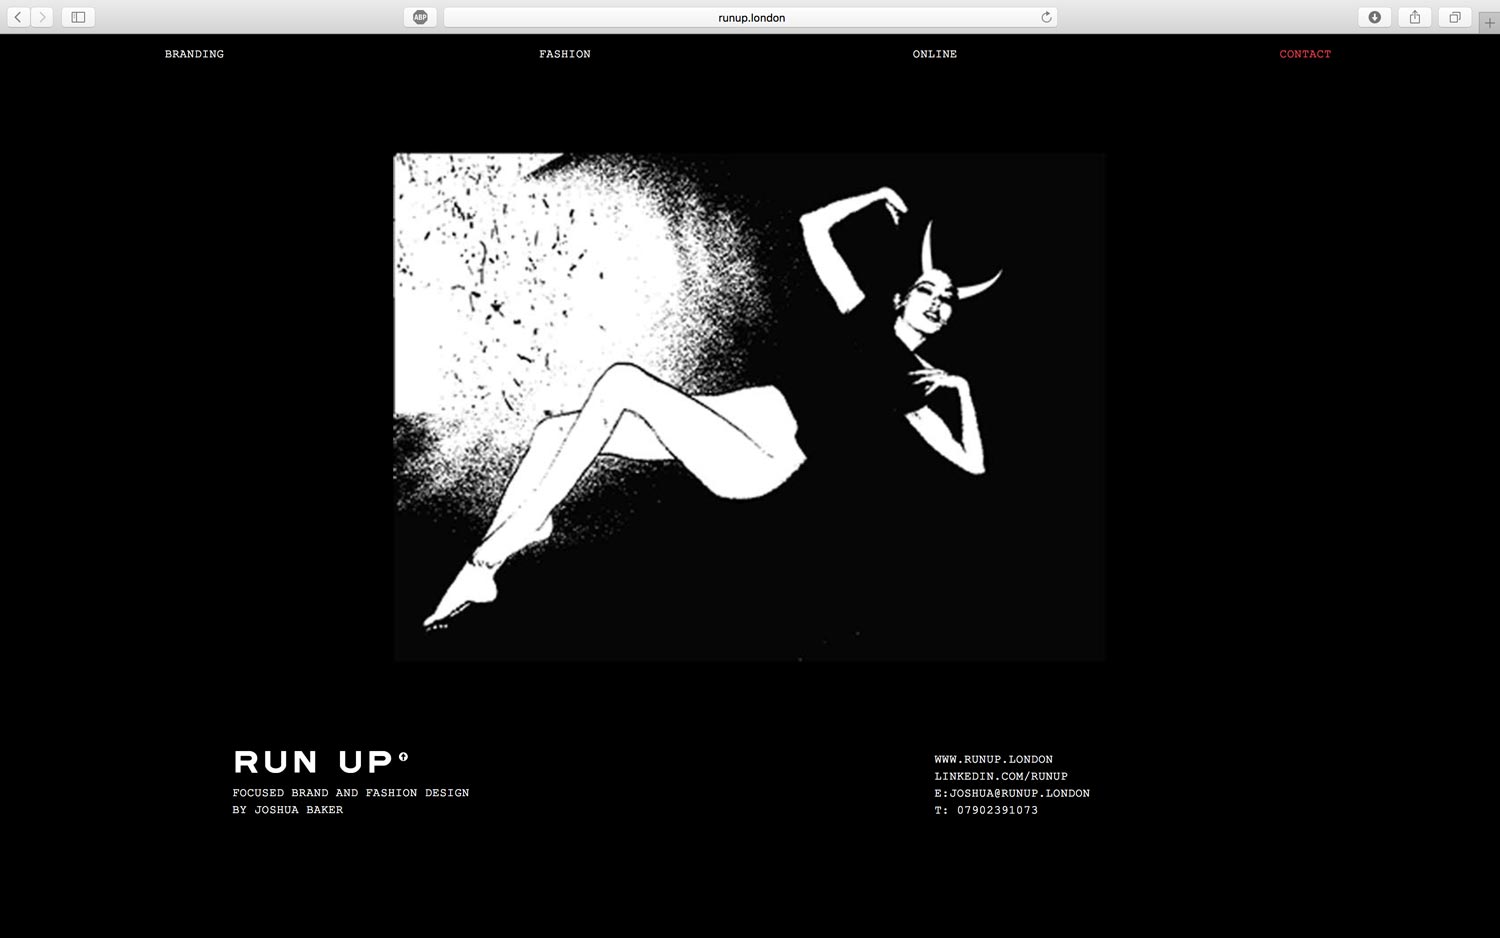 ABP
runup.london
BRANDING
FASHION
ONLINE
CONTACT
RUN UP
FOCUSED BRAND AND FASHION DESIGN
BY JOSHUA BAKER
WWW.RUNUP.LONDON
LINKEDIN.COM/RUNUP
E:JOSHUA@RUNUP.LONDON
T: 07902391073